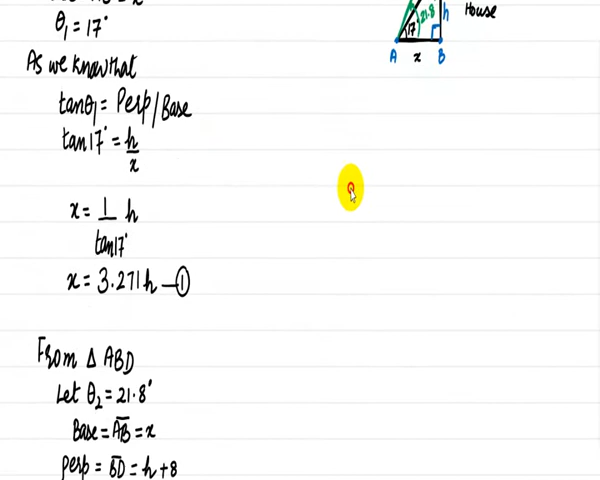 θ₁ = 17°
As we know that
tanθ₁ = Perp/Base
tan17° = h/x
x = 1/tan17° h
x = 3.271h —①
From Δ ABD
Let θ₂ = 21.8°
Base = AB̅ = x
Perp = BD̅ = h+8
House
h
21.8
17
A x B